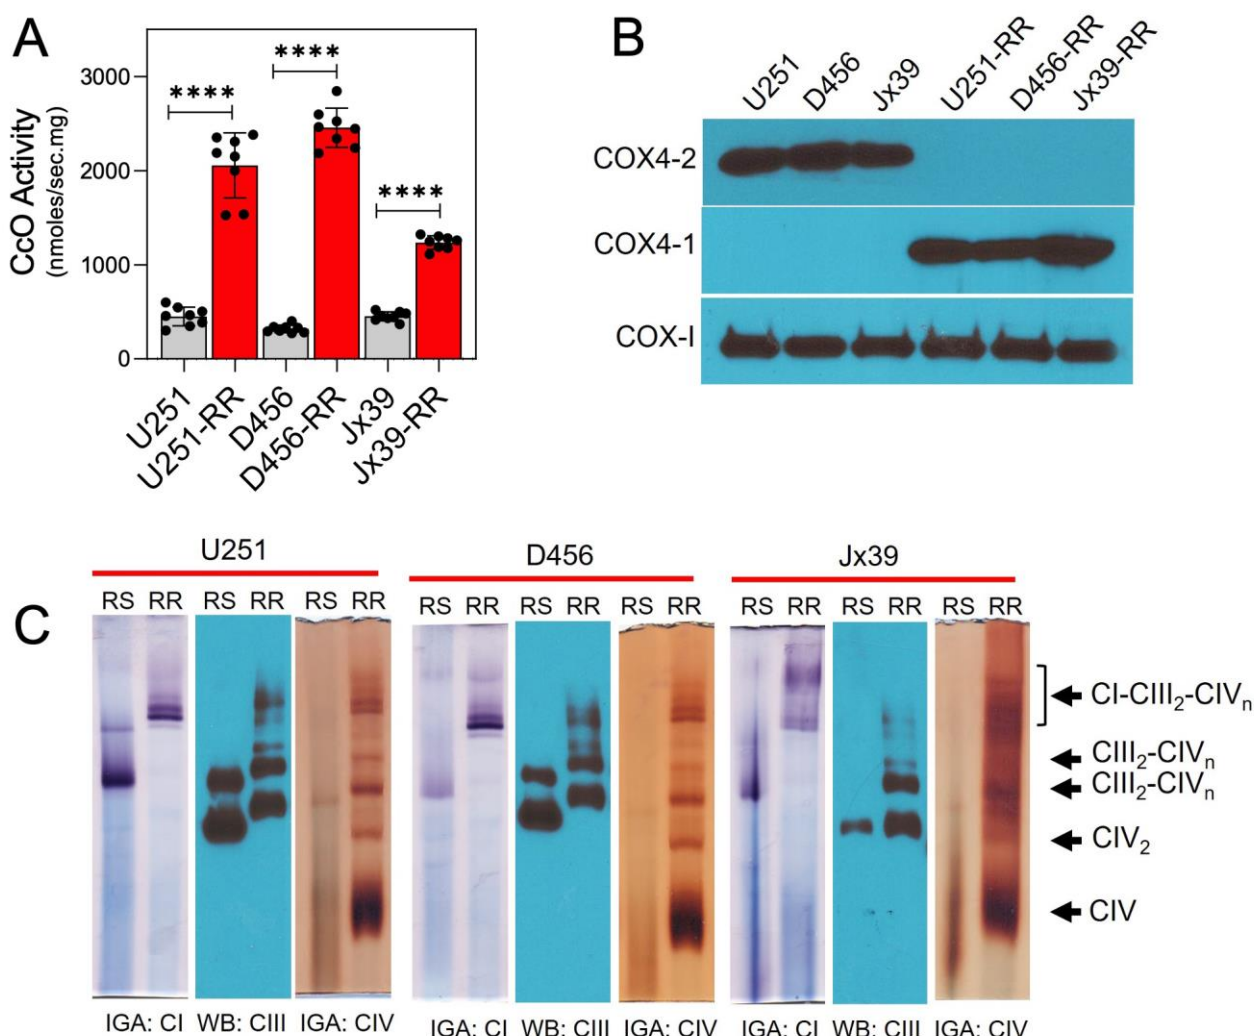 A
CcO Activity
(nmoles/sec.mg)
3000
2000
1000
0
****
****
****
U251
U251-RR
D456
D456-RR
Jx39
Jx39-RR
B
U251
D456
Jx39
U251-RR
D456-RR
Jx39-RR
COX4-2
COX4-1
COX-I
C
U251
D456
Jx39
RS RR RS RR RS RR
RS RR RS RR RS RR
RS RR RS RR RS RR
CI-CIII₂-CIVₙ
CIII₂-CIVₙ
CIII₂-CIVₙ
CIV₂
CIV
IGA: CI WB: CIII IGA: CIV
IGA: CI WB: CIII IGA: CIV
IGA: CI WB: CIII IGA: CIV